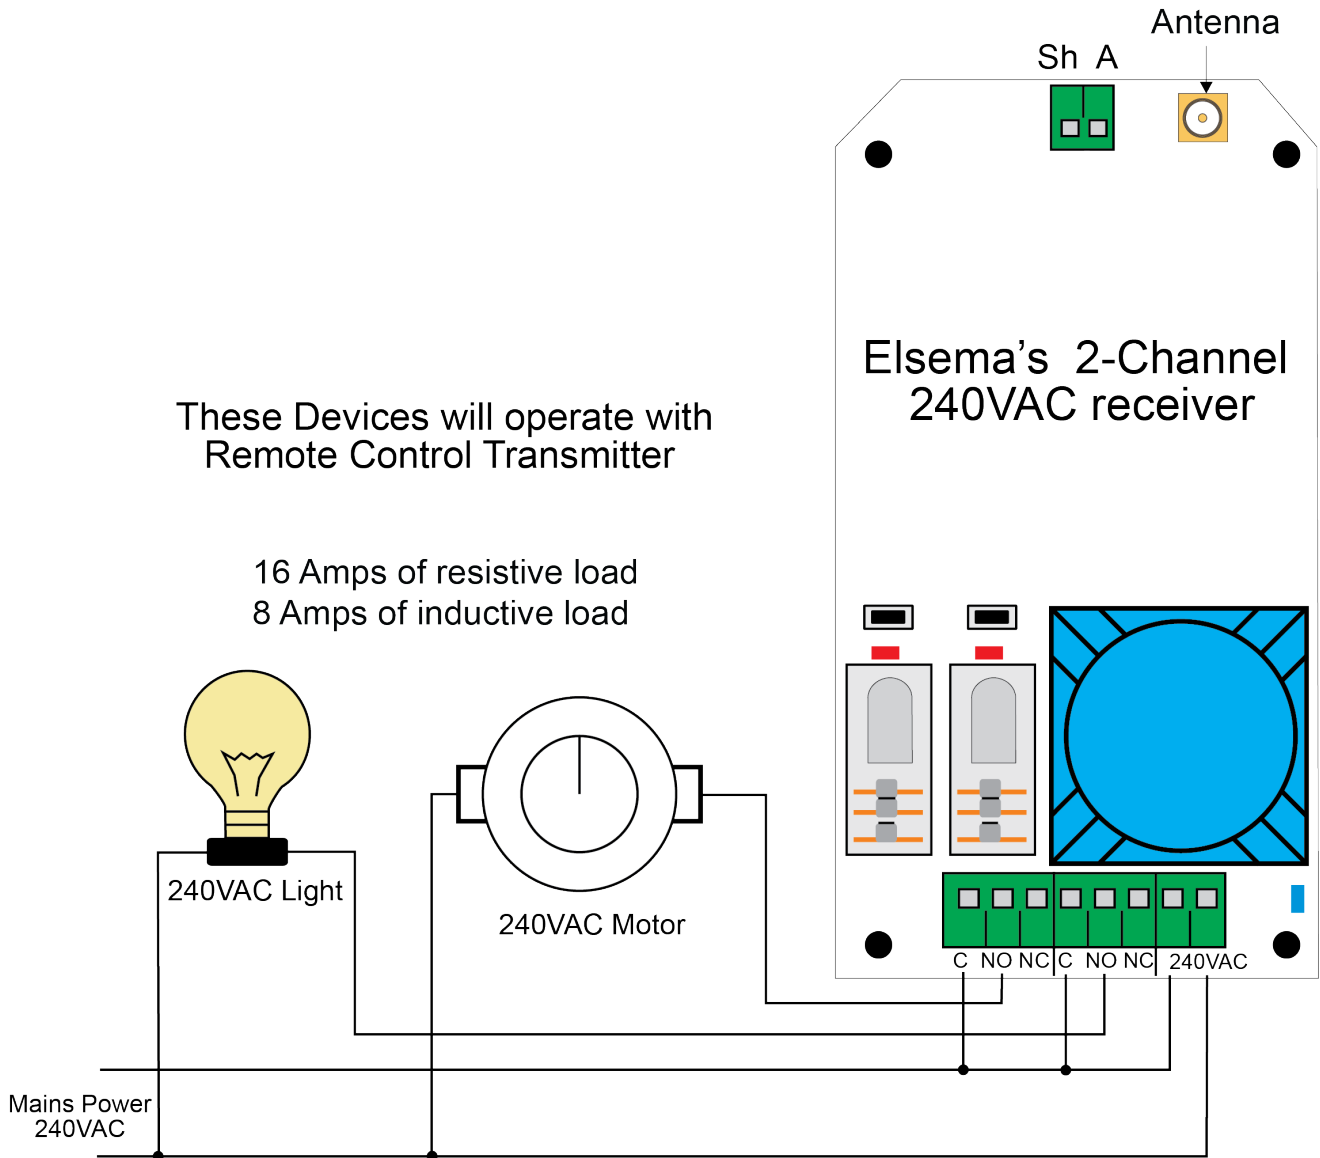 Antenna
Sh A
Elsema's 2-Channel
240VAC receiver
These Devices will operate with
Remote Control Transmitter
16 Amps of resistive load
8 Amps of inductive load
240VAC Light
240VAC Motor
C NO NC C NO NC 240VAC
Mains Power
240VAC